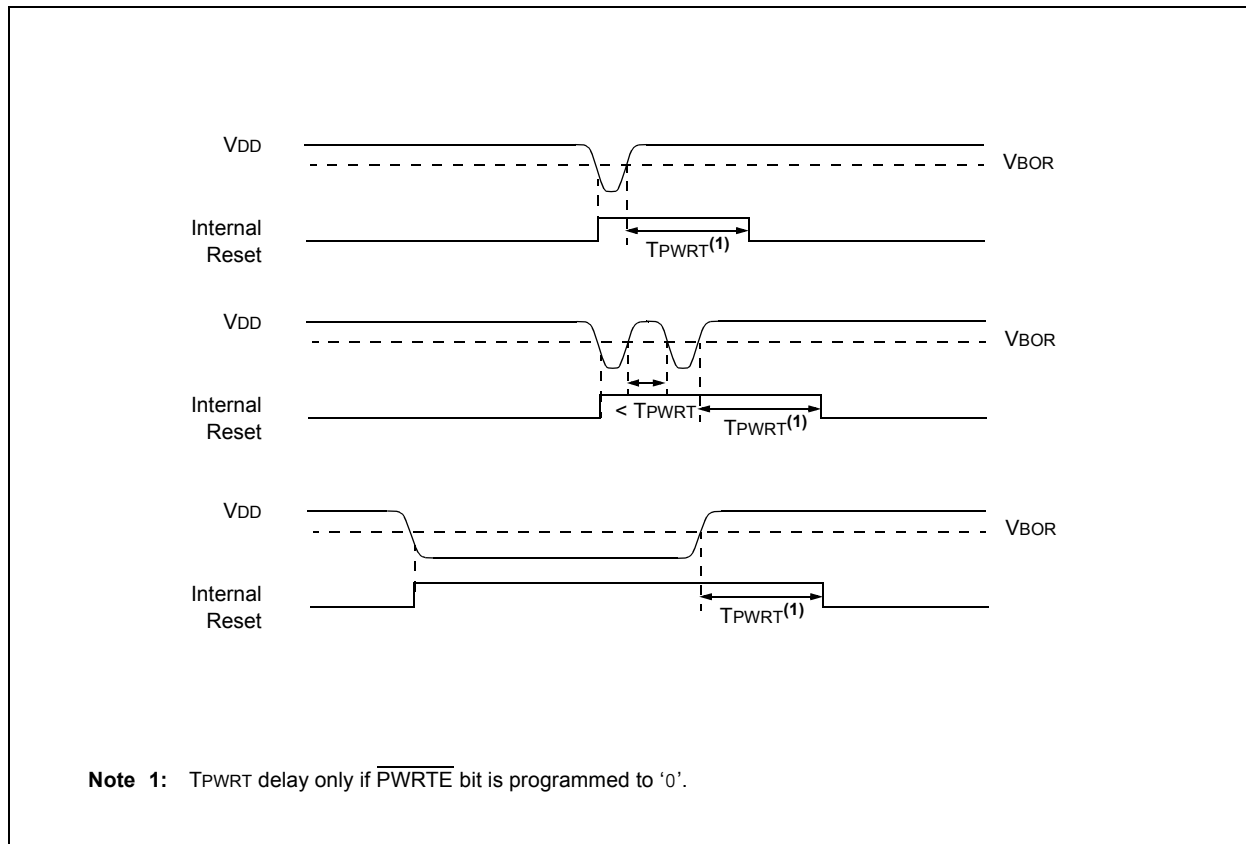 VDD
VBOR
Internal
Reset
TPWRT(1)
VDD
VBOR
Internal
Reset
< TPWRT
TPWRT(1)
VDD
VBOR
Internal
Reset
TPWRT(1)
Note 1: TPWRT delay only if PWRTE bit is programmed to ‘0’.